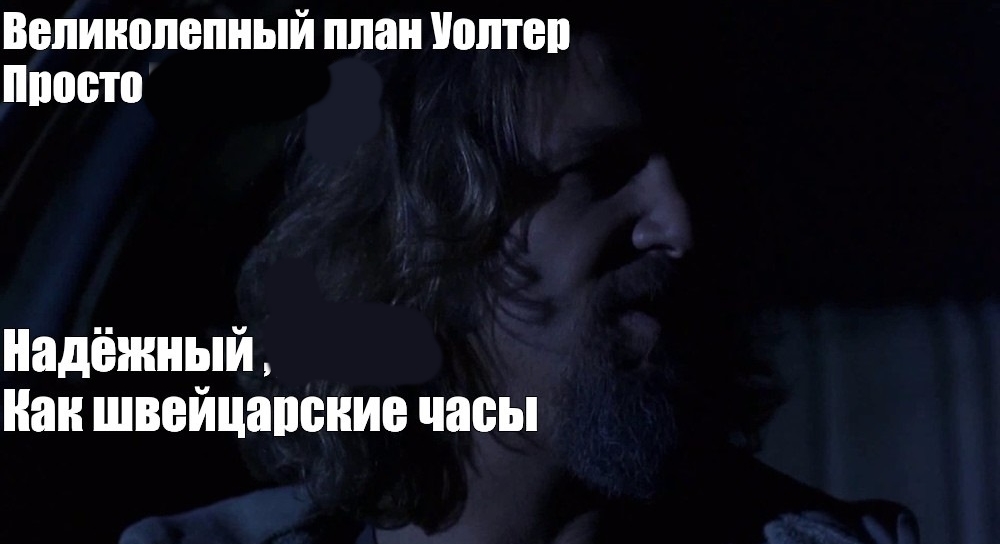 Великолепный план Уолтер
Просто
Надёжный ,
Как швейцарские часы